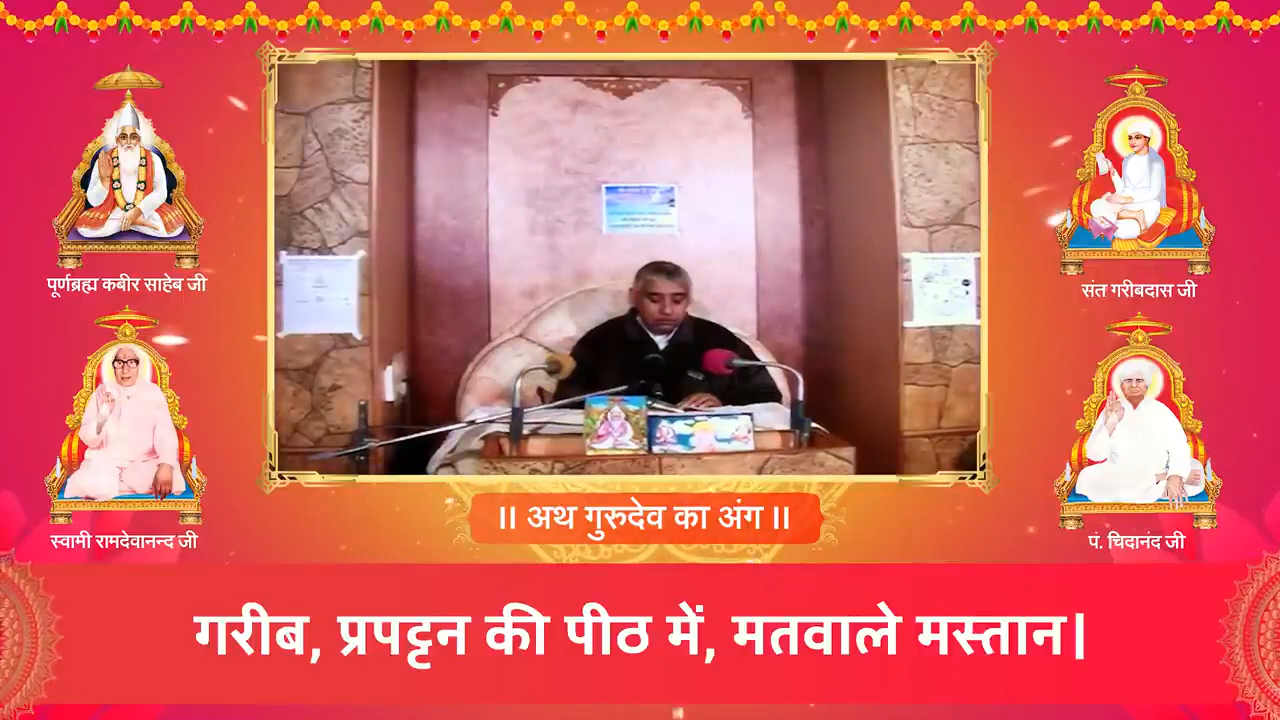 पूर्णब्रह्म कबीर साहेब जी
संत गरीबदास जी
स्वामी रामदेवानन्द जी
पं. चिदानंद जी
॥ अथ गुरुदेव का अंग ॥
गरीब, प्रपट्टन की पीठ में, मतवाले मस्तान|